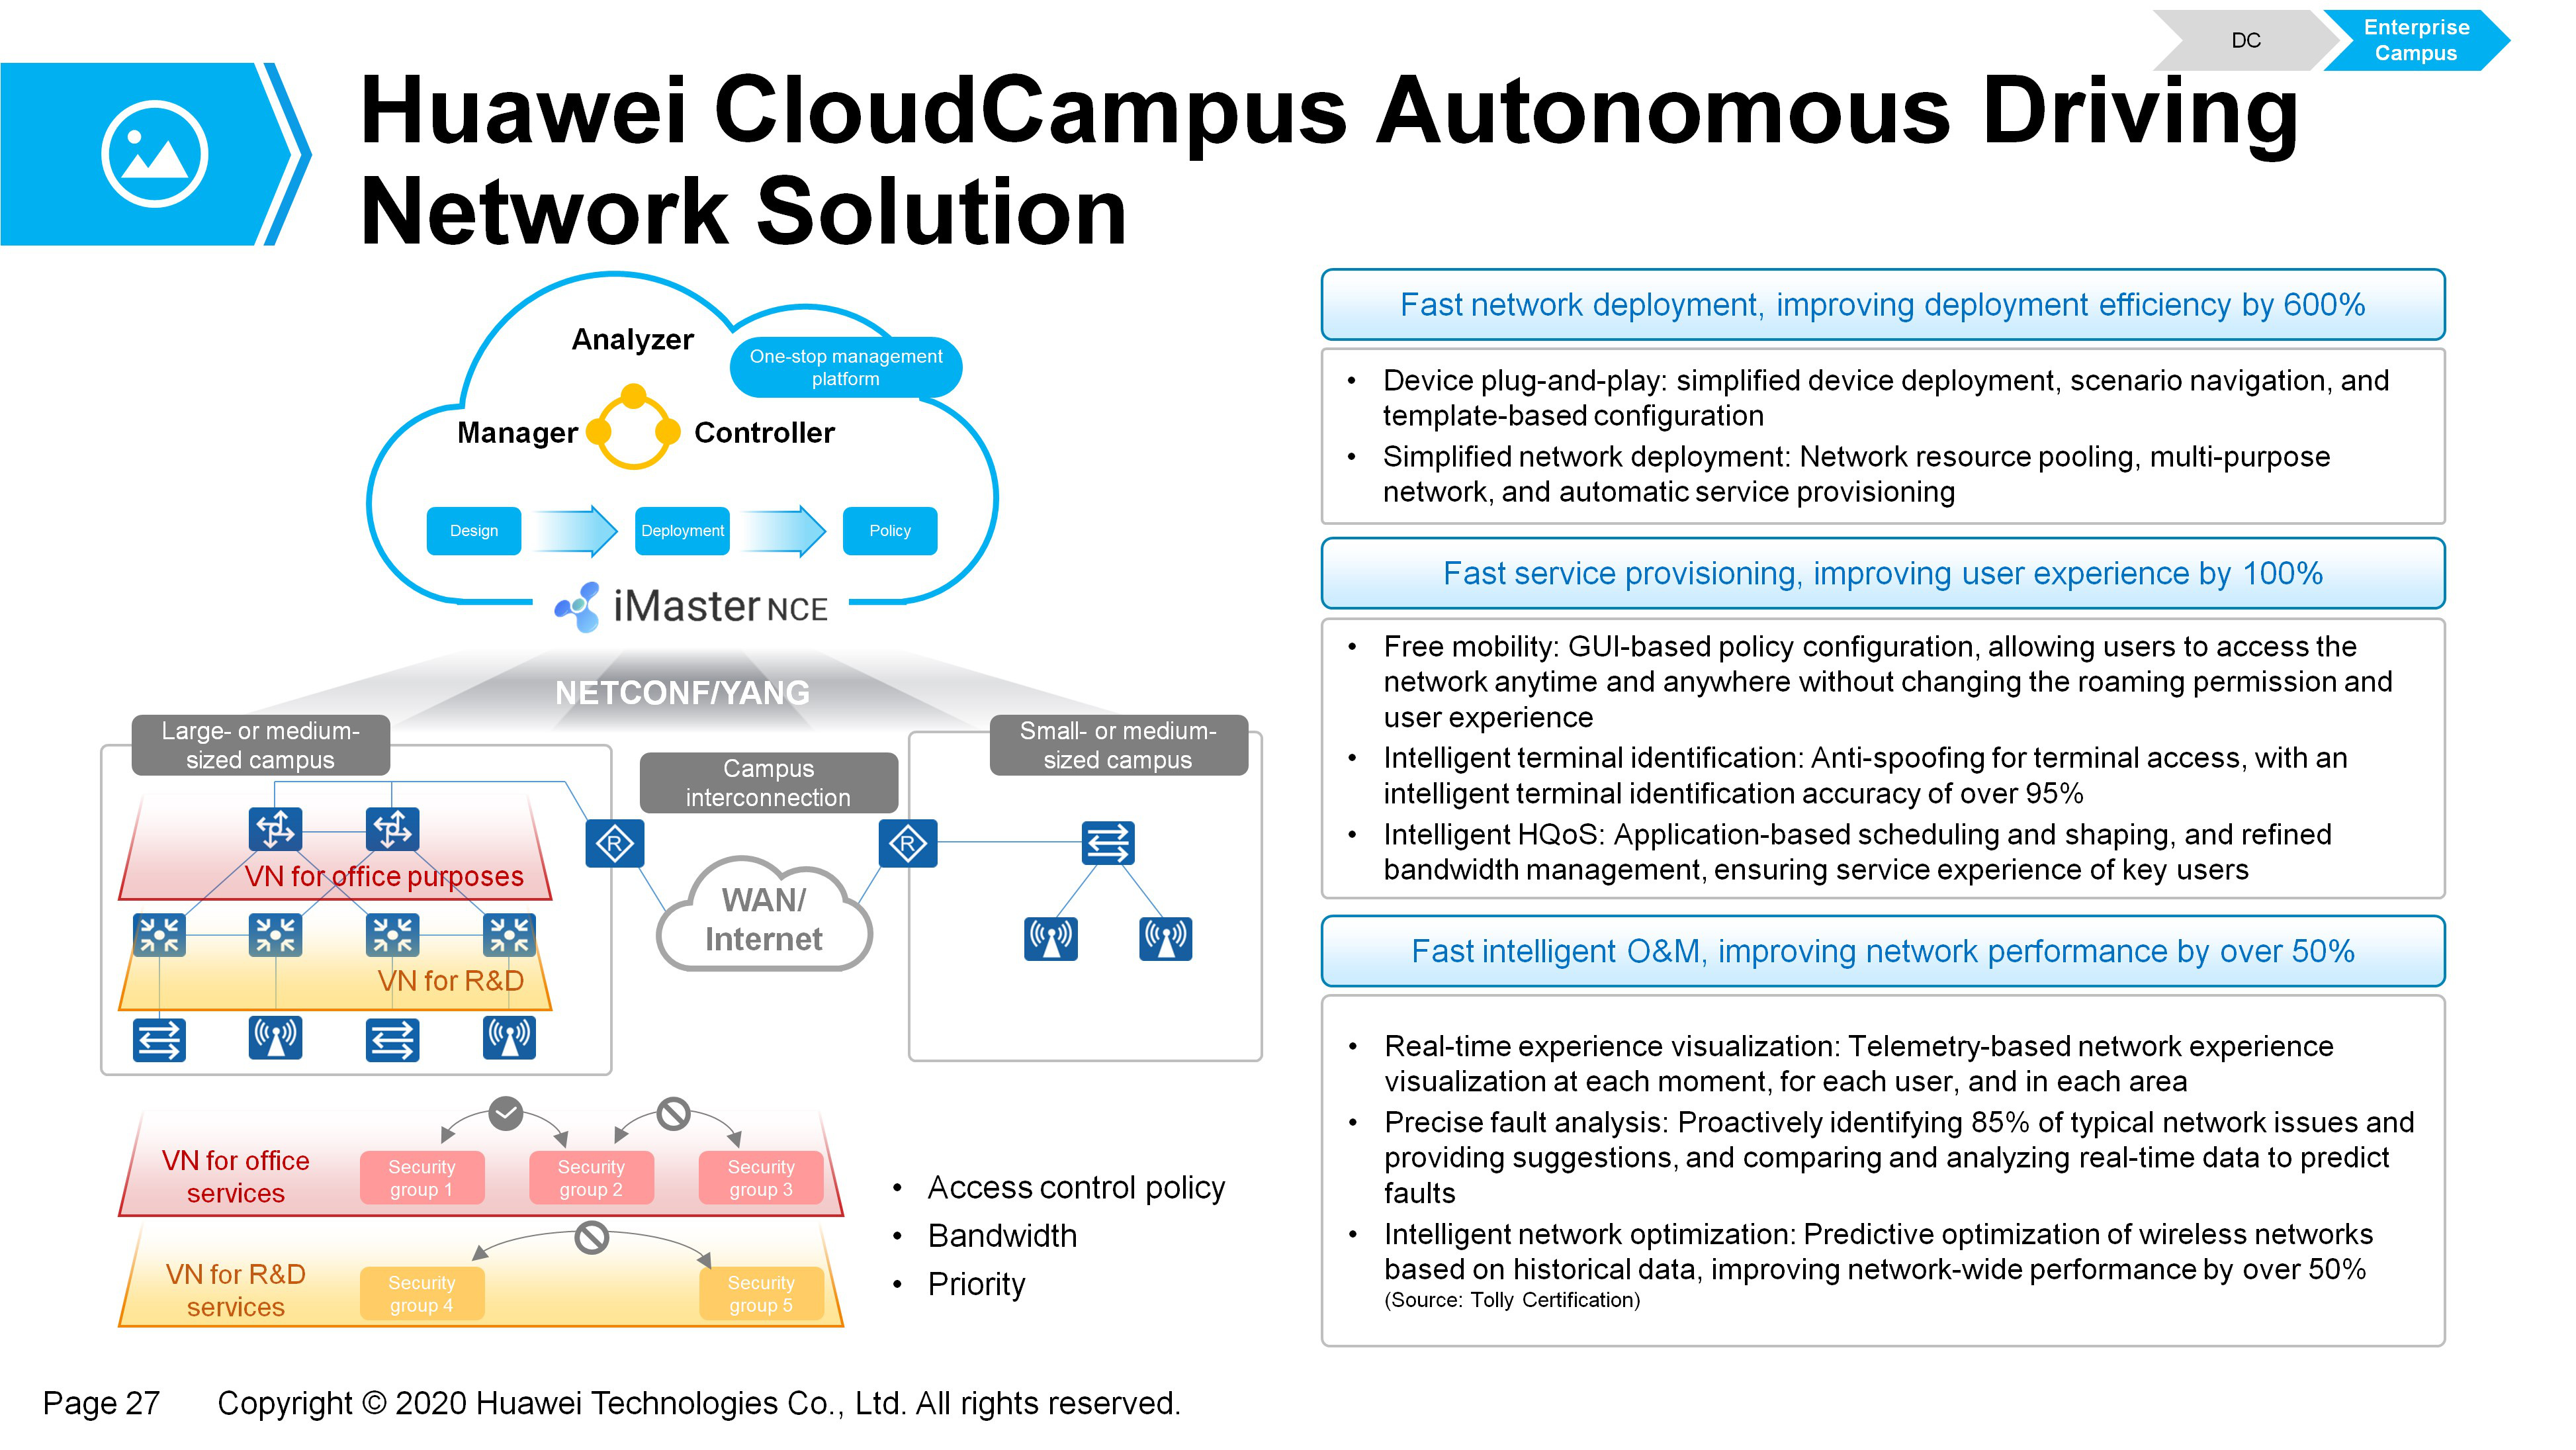 DC
Enterprise
Campus
Huawei CloudCampus Autonomous Driving
Network Solution
Analyzer
One-stop management
platform
Manager
Controller
Design
Deployment
Policy
iMaster NCE
NETCONF/YANG
Large- or medium-
sized campus
Campus
interconnection
Small- or medium-
sized campus
R
R
VN for office purposes
WAN/
Internet
VN for R&D
VN for office
services
Security
group 1
Security
group 2
Security
group 3
VN for R&D
services
Security
group 4
Security
group 5
• Access control policy
• Bandwidth
• Priority
Fast network deployment, improving deployment efficiency by 600%
• Device plug-and-play: simplified device deployment, scenario navigation, and
template-based configuration
• Simplified network deployment: Network resource pooling, multi-purpose
network, and automatic service provisioning
Fast service provisioning, improving user experience by 100%
• Free mobility: GUI-based policy configuration, allowing users to access the
network anytime and anywhere without changing the roaming permission and
user experience
• Intelligent terminal identification: Anti-spoofing for terminal access, with an
intelligent terminal identification accuracy of over 95%
• Intelligent HQoS: Application-based scheduling and shaping, and refined
bandwidth management, ensuring service experience of key users
Fast intelligent O&M, improving network performance by over 50%
• Real-time experience visualization: Telemetry-based network experience
visualization at each moment, for each user, and in each area
• Precise fault analysis: Proactively identifying 85% of typical network issues and
providing suggestions, and comparing and analyzing real-time data to predict
faults
• Intelligent network optimization: Predictive optimization of wireless networks
based on historical data, improving network-wide performance by over 50%
(Source: Tolly Certification)
Page 27
Copyright © 2020 Huawei Technologies Co., Ltd. All rights reserved.